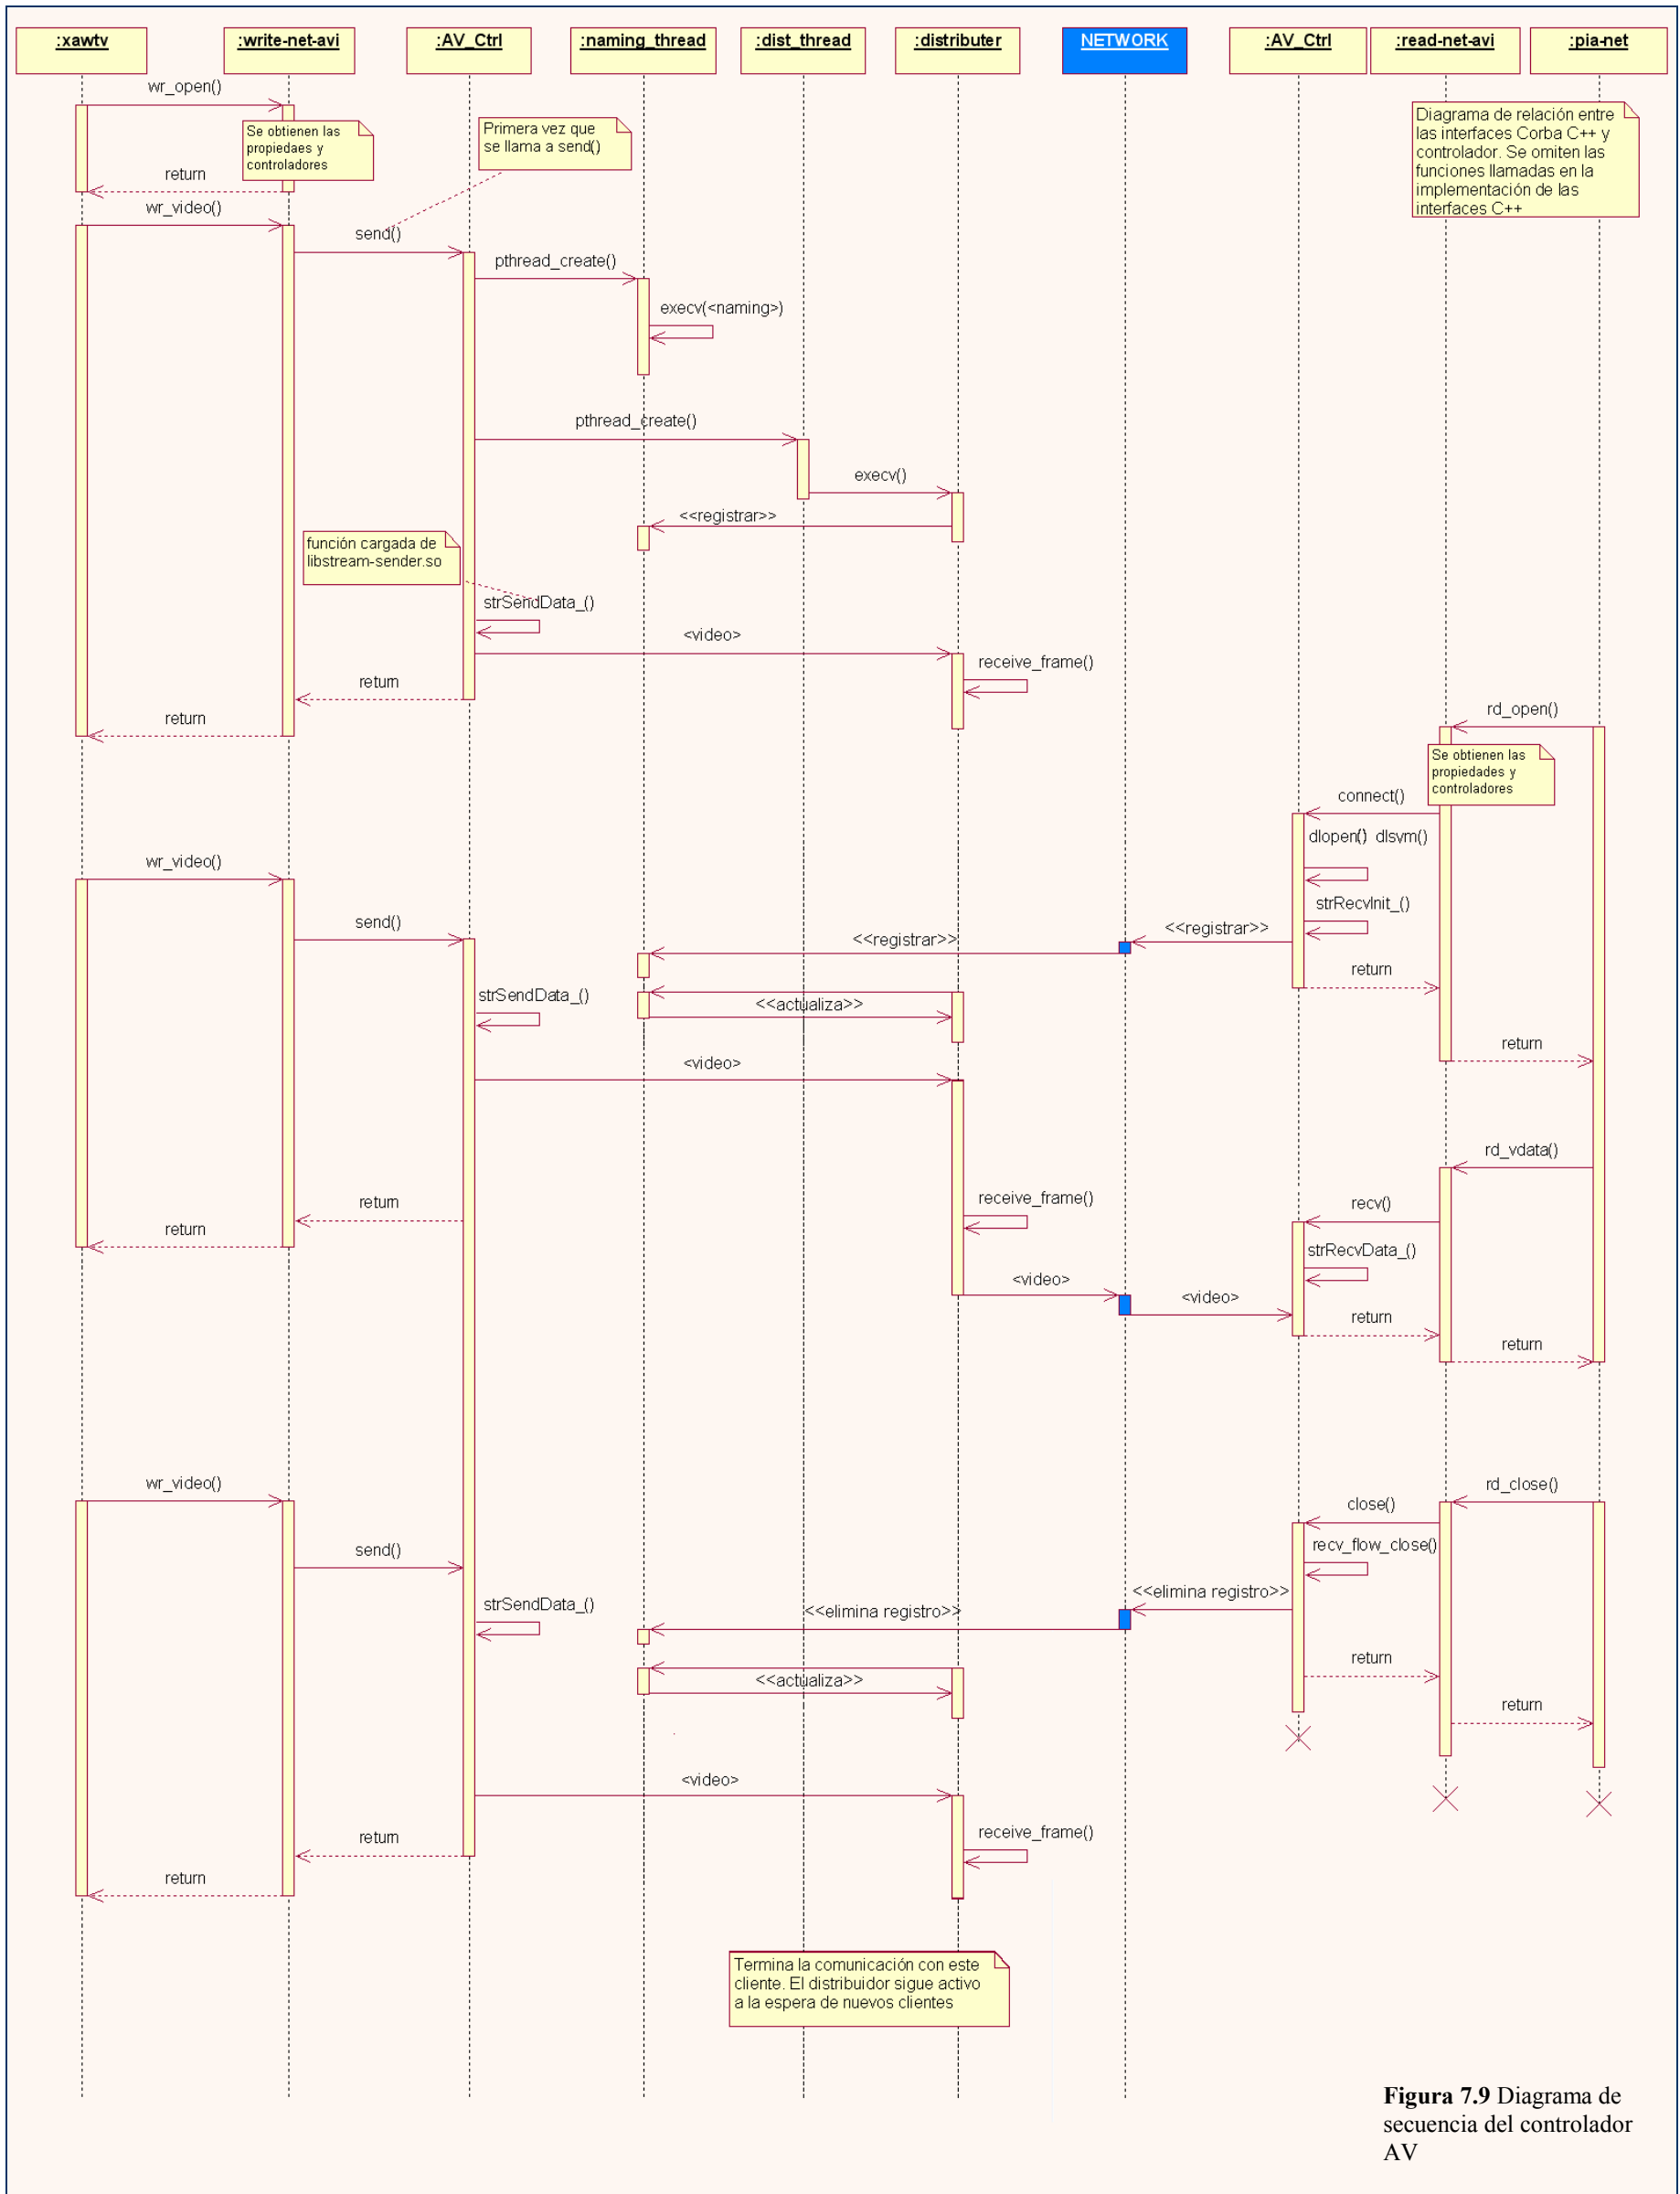 :xawtv
:write-net-avi
:AV_Ctrl
:naming_thread
:dist_thread
:distributer
NETWORK
:AV_Ctrl
:read-net-avi
:pia-net
wr_open()
Se obtienen las
propiedaes y
controladores
Primera vez que
se llama a send()
Diagrama de relación entre
las interfaces Corba C++ y
controlador. Se omiten las
funciones llamadas en la
implementación de las
interfaces C++
return
wr_video()
send()
pthread_create()
execv(<naming>)
pthread_create()
execv()
<<registrar>>
función cargada de
libstream-sender.so
strSendData_()
<video>
receive_frame()
return
return
rd_open()
Se obtienen las
propiedades y
controladores
connect()
dlopen() dlsym()
wr_video()
strRecvInit_()
send()
<<registrar>>
<<registrar>>
return
strSendData_()
<<actualiza>>
return
<video>
rd_vdata()
receive_frame()
recv()
return
return
strRecvData_()
<video>
<video>
return
return
wr_video()
rd_close()
close()
send()
recv_flow_close()
<<elimina registro>>
strSendData_()
<<elimina registro>>
return
<<actualiza>>
return
<video>
receive_frame()
return
return
Termina la comunicación con este
cliente. El distribuidor sigue activo
a la espera de nuevos clientes
Figura 7.9 Diagrama de
secuencia del controlador
AV